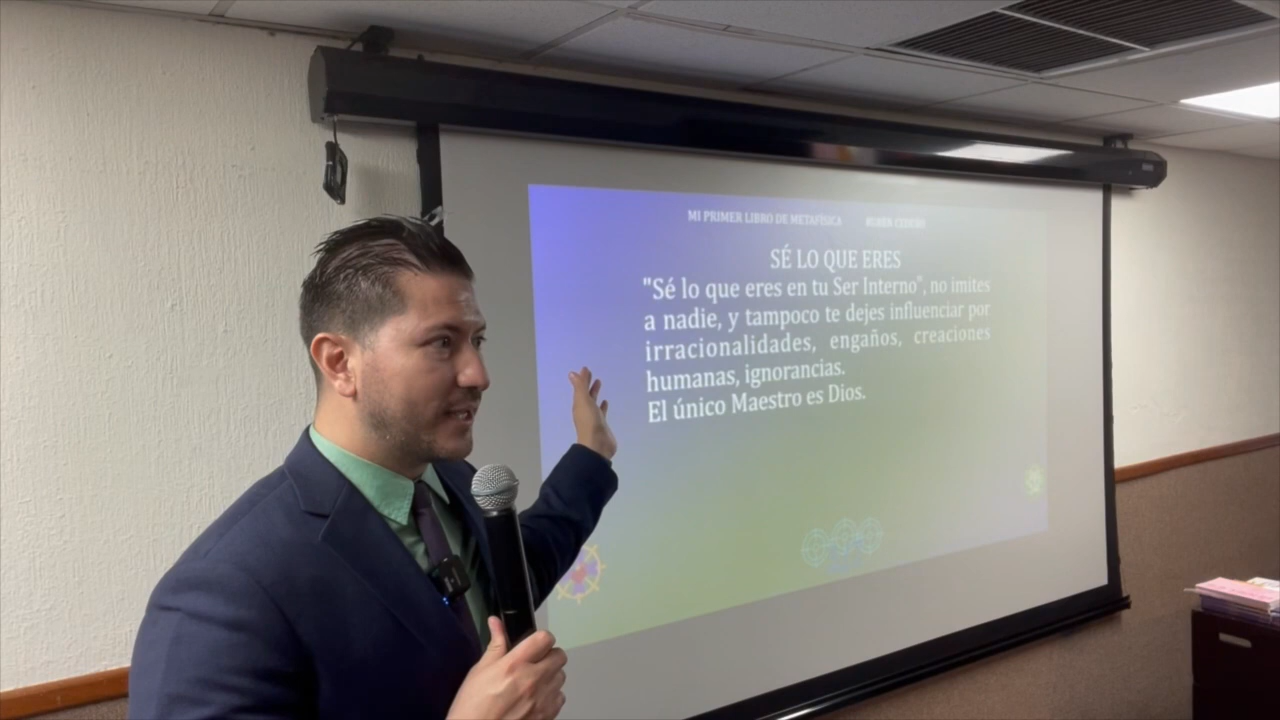 MI PRIMER LIBRO DE METAFÍSICA RUBÉN CEDEÑO
SÉ LO QUE ERES
"Sé lo que eres en tu Ser Interno", no imites
a nadie, y tampoco te dejes influenciar por
irracionalidades, engaños, creaciones
humanas, ignorancias.
El único Maestro es Dios.